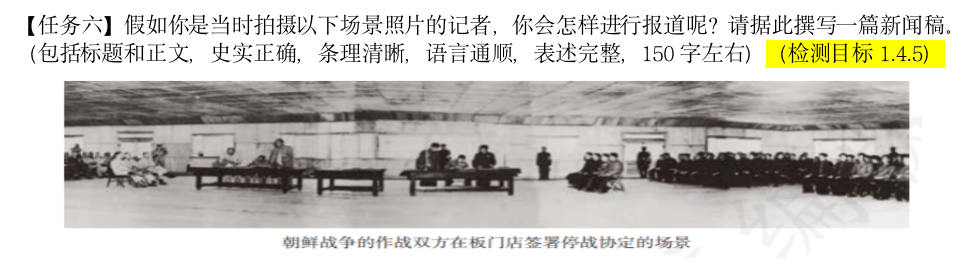 【任务六】假如你是当时拍摄以下场景照片的记者，你会怎样进行报道呢？请据此撰写一篇新闻稿。
(包括标题和正文，史实正确，条理清晰，语言通顺，表述完整，150 字左右) (检测目标 1.4.5)
朝鲜战争的作战双方在板门店签署停战协定的场景